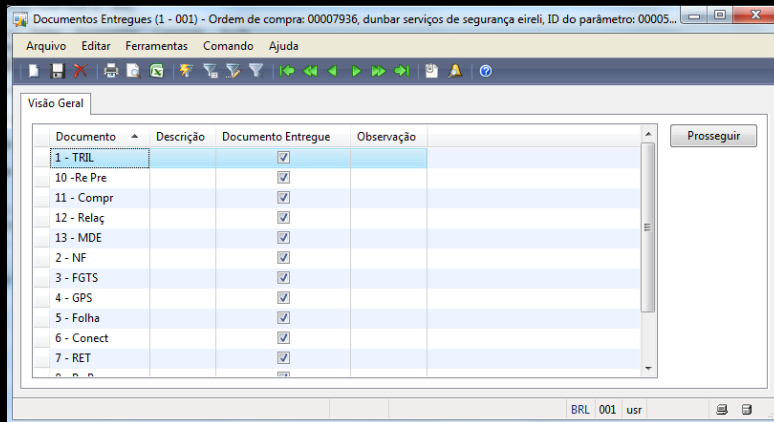 Documentos Entregues (1 - 001) - Ordem de compra: 00007936, dunbar serviços de segurança eireli, ID do parâmetro: 00005...
Arquivo Editar Ferramentas Comando Ajuda
Visão Geral
Documento Descrição Documento Entregue Observação
Prosseguir
1 - TRIL
10 -Re Pre
11 - Compr
12 - Relaç
13 - MDE
2 - NF
3 - FGTS
4 - GPS
5 - Folha
6 - Conect
7 - RET
BRL 001 usr